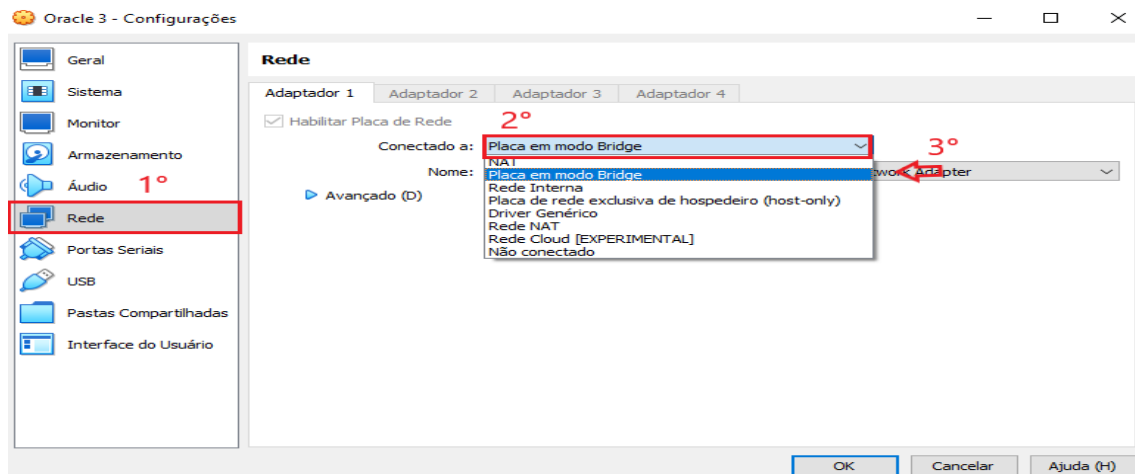 Oracle 3 - Configurações
Geral
Sistema
Monitor
Armazenamento
Áudio
1°
Rede
Portas Seriais
USB
Pastas Compartilhadas
Interface do Usuário
Rede
Adaptador 1 Adaptador 2 Adaptador 3 Adaptador 4
Habilitar Placa de Rede
2°
Conectado a: Placa em modo Bridge
3°
NAT
Nome:
Placa em modo Bridge
Adapter
Rede Interna
Avançado (D)
Placa de rede exclusiva de hospedeiro (host-only)
Driver Genérico
Rede NAT
Rede Cloud [EXPERIMENTAL]
Não conectado
OK Cancelar Ajuda (H)